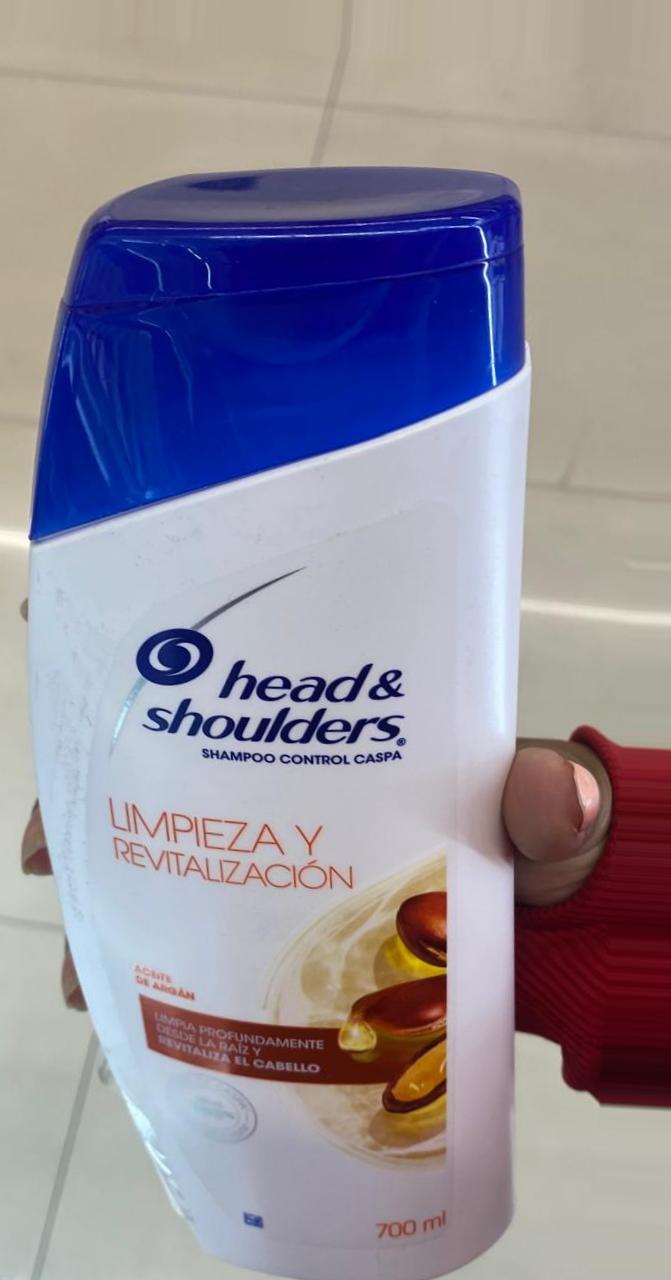 head&
shoulders®
SHAMPOO CONTROL CASPA
LIMPIEZA Y
REVITALIZACIÓN
ACEITE
DE ARGÁN
LIMPIA PROFUNDAMENTE
DESDE LA RAÍZ Y
REVITALIZA EL CABELLO
700 ml